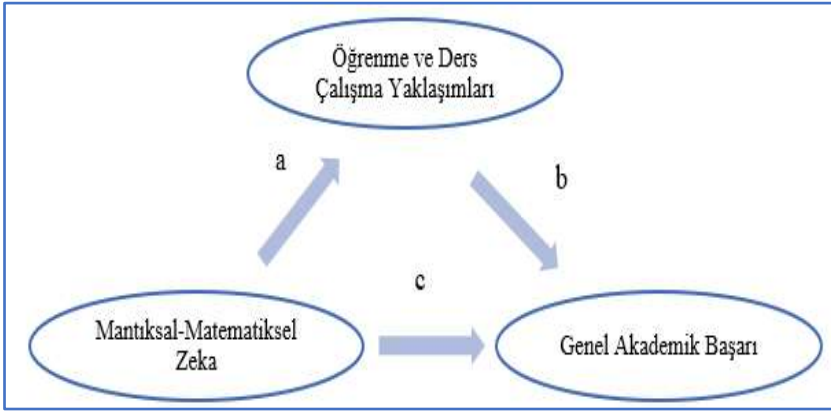 Öğrenme ve Ders
Çalışma Yaklaşımları
a
b
c
Mantıksal-Matematiksel
Zeka
Genel Akademik Başarı